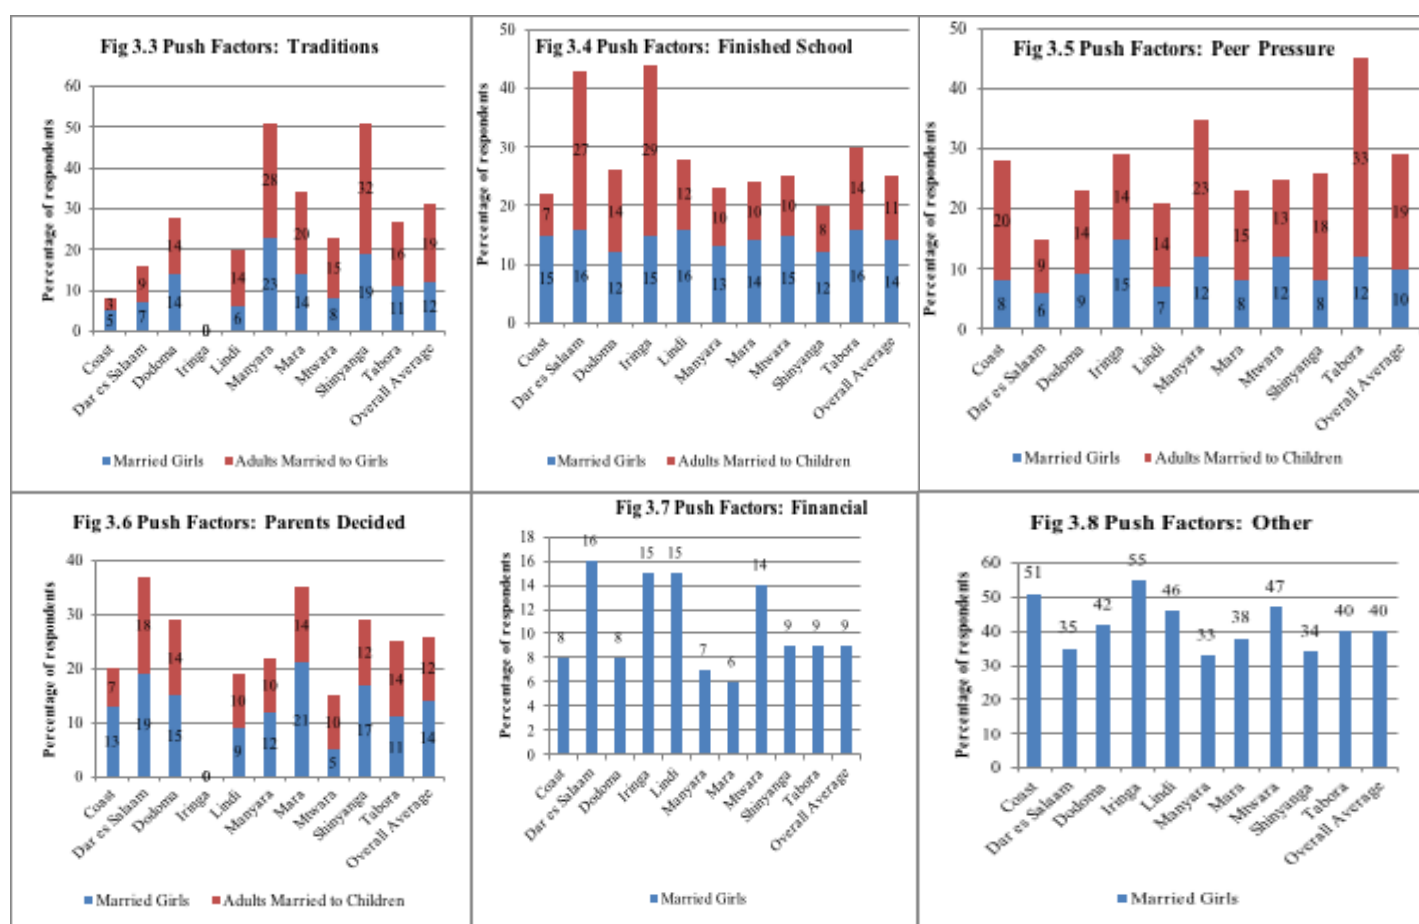 Fig 3.3 Push Factors: Traditions
Percentage of respondents
60
50
40
30
20
10
0
3 9 14 0 14 28 20 15 32 16 19
5 7 14 6 23 14 8 19 11 12
Coast
Dar es Salaam
Dodoma
Iringa
Lindi
Manyara
Mara
Mtwara
Shinyanga
Tabora
Overall Average
Married Girls Adults Married to Girls
Fig 3.4 Push Factors: Finished School
Percentage of respondents
50
40
30
20
10
0
7 27 14 29 12 10 10 10 8 14 11
15 16 12 15 16 13 14 15 12 16 14
Coast
Dar es Salaam
Dodoma
Iringa
Lindi
Manyara
Mara
Mtwara
Shinyanga
Tabora
Overall Average
Married Girls Adults Married to Children
Fig 3.5 Push Factors: Peer Pressure
Percentage of respondents
50
40
30
20
10
0
20 9 14 14 14 23 15 13 18 33 19
8 6 9 15 7 12 8 12 8 12 10
Coast
Dar es Salaam
Dodoma
Iringa
Lindi
Manyara
Mara
Mtwara
Shinyanga
Tabora
Overall Average
Married Girls Adults Married to Children
Fig 3.6 Push Factors: Parents Decided
Percentage of respondents
40
30
20
10
0
7 18 14 0 10 10 14 10 12 14 12
13 19 15 9 12 21 5 17 11 14
Coast
Dar es Salaam
Dodoma
Iringa
Lindi
Manyara
Mara
Mtwara
Shinyanga
Tabora
Overall Average
Married Girls Adults Married to Children
Fig 3.7 Push Factors: Financial
Percentage of respondents
18
16
14
12
10
8
6
4
2
0
8 16 8 15 15 7 6 14 9 9 9
Coast
Dar es Salaam
Dodoma
Iringa
Lindi
Manyara
Mara
Mtwara
Shinyanga
Tabora
Overall Average
Married Girls
Fig 3.8 Push Factors: Other
Percentage of respondents
60
50
40
30
20
10
0
51 35 42 55 46 33 38 47 34 40 40
Coast
Dar es Salaam
Dodoma
Iringa
Lindi
Manyara
Mara
Mtwara
Shinyanga
Tabora
Overall Average
Married Girls